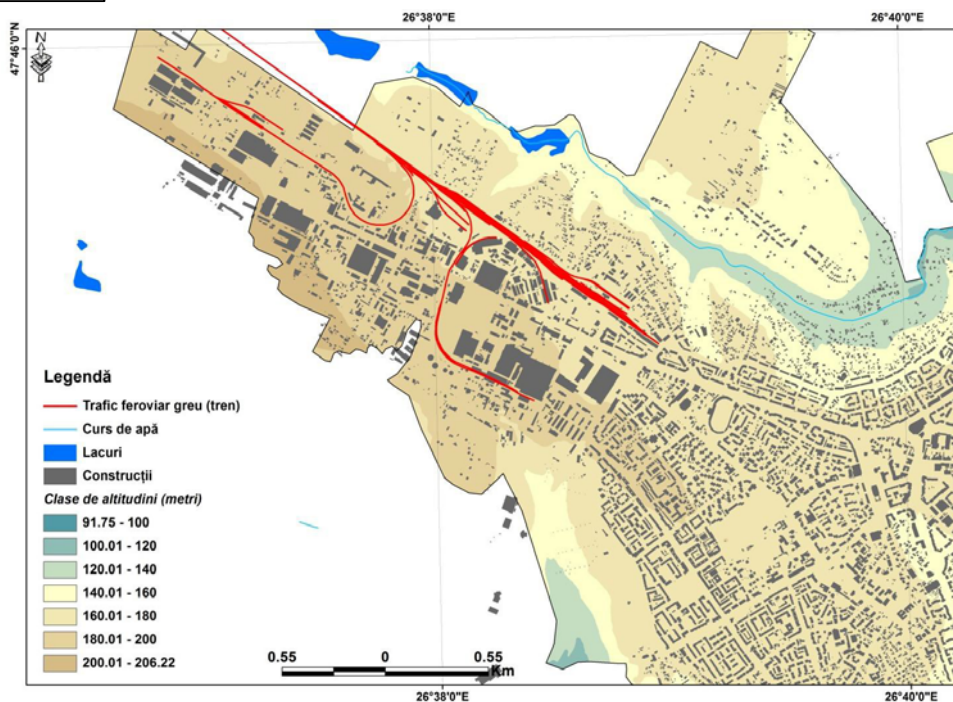 26°38'0"E
26°40'0"E
47°46'0"N
N
Legendă
Trafic feroviar greu (tren)
Curs de apă
Lacuri
Construcții
Clase de altitudini (metri)
91.75 - 100
100.01 - 120
120.01 - 140
140.01 - 160
160.01 - 180
180.01 - 200
200.01 - 206.22
0.55 0 0.55
Km
26°38'0"E
26°40'0"E